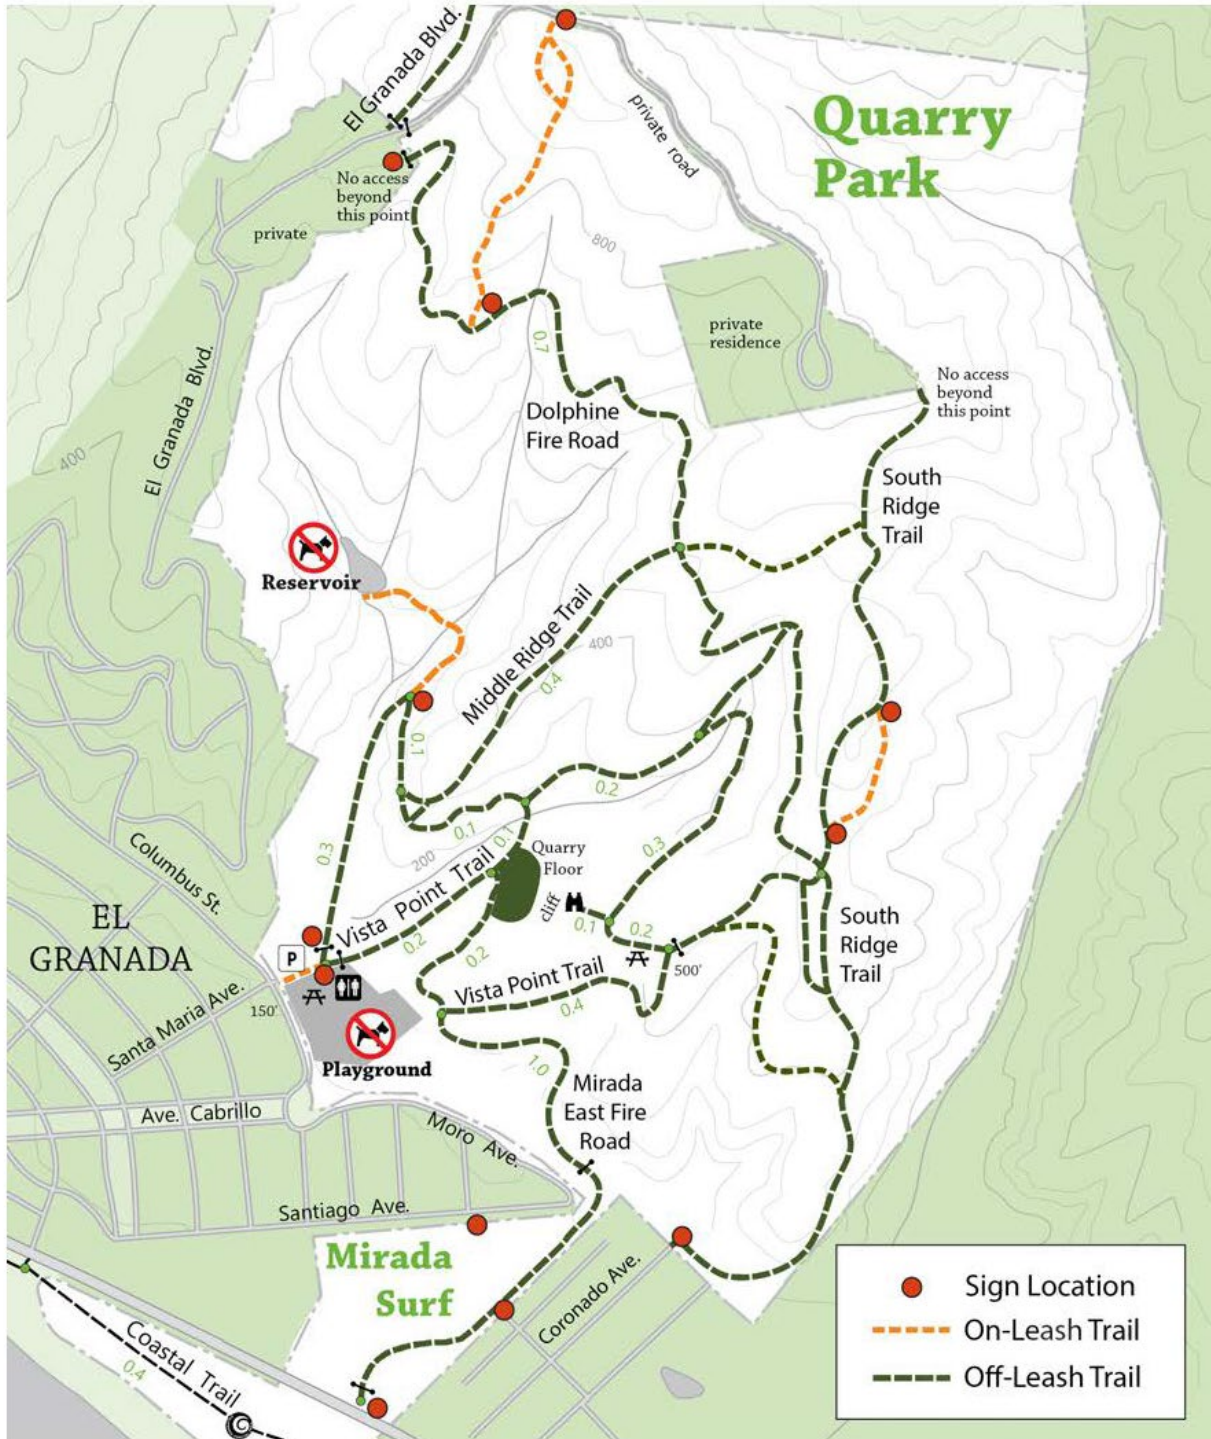 El Granada Blvd.
Quarry
Park
private road
No access
beyond
this point
private
800
private
residence
No access
beyond
this point
0.7
Dolphine
Fire Road
El Granada Blvd.
400
South
Ridge
Trail
Reservoir
Middle Ridge Trail
400
0.4
0.1
0.2
0.1
0.1
0.3
200
Quarry
Floor
cliff
0.3
Columbus St.
Vista Point Trail
0.2
0.1
0.2
EL
GRANADA
P
South
Ridge
Trail
0.2
Vista Point Trail
500'
0.4
Santa Maria Ave.
150'
Playground
1.0
Mirada
East Fire
Road
Ave. Cabrillo
Moro Ave.
Santiago Ave.
Mirada
Surf
Coronado Ave.
Coastal Trail
0.4
C
Sign Location
On-Leash Trail
Off-Leash Trail